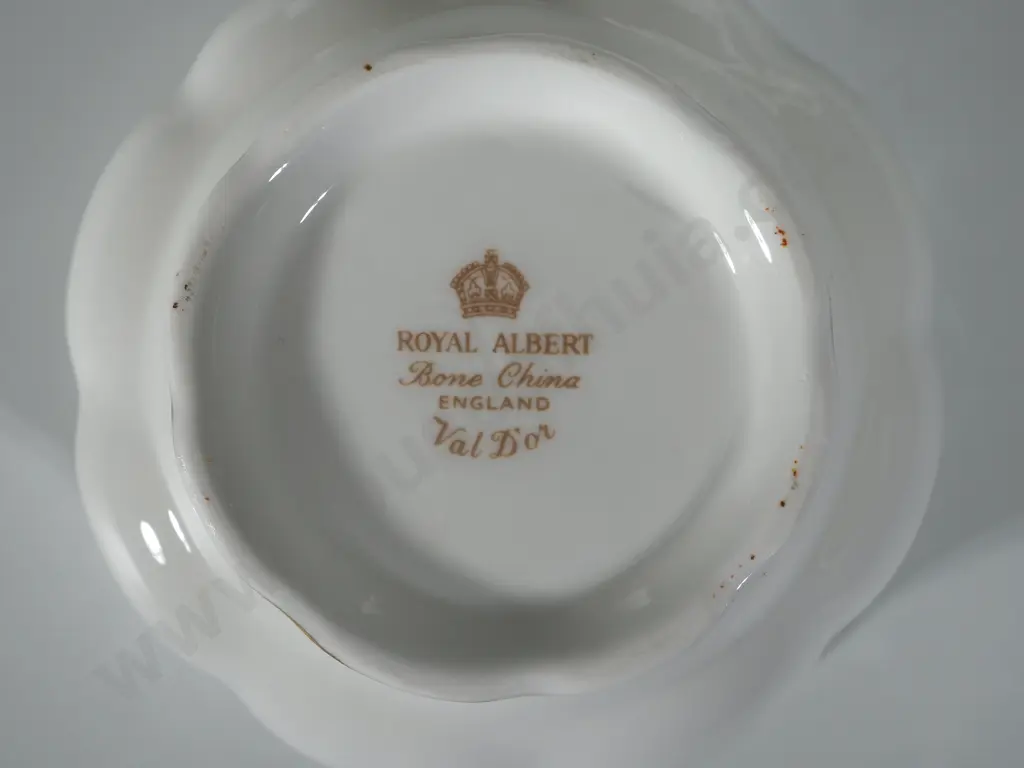 ROYAL ALBERT
Bone China
ENGLAND
Val D'or